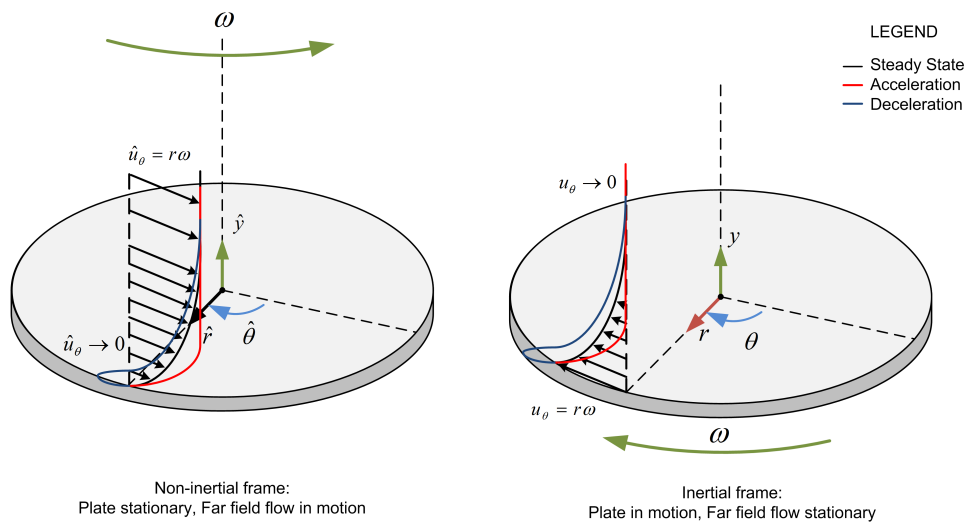 ω
LEGEND
Steady State
Acceleration
Deceleration
û_θ = rω
u_θ → 0
ŷ
y
r̂
θ̂
û_θ → 0
r
θ
u_θ = rω
ω
Non-inertial frame:
Plate stationary, Far field flow in motion
Inertial frame:
Plate in motion, Far field flow stationary